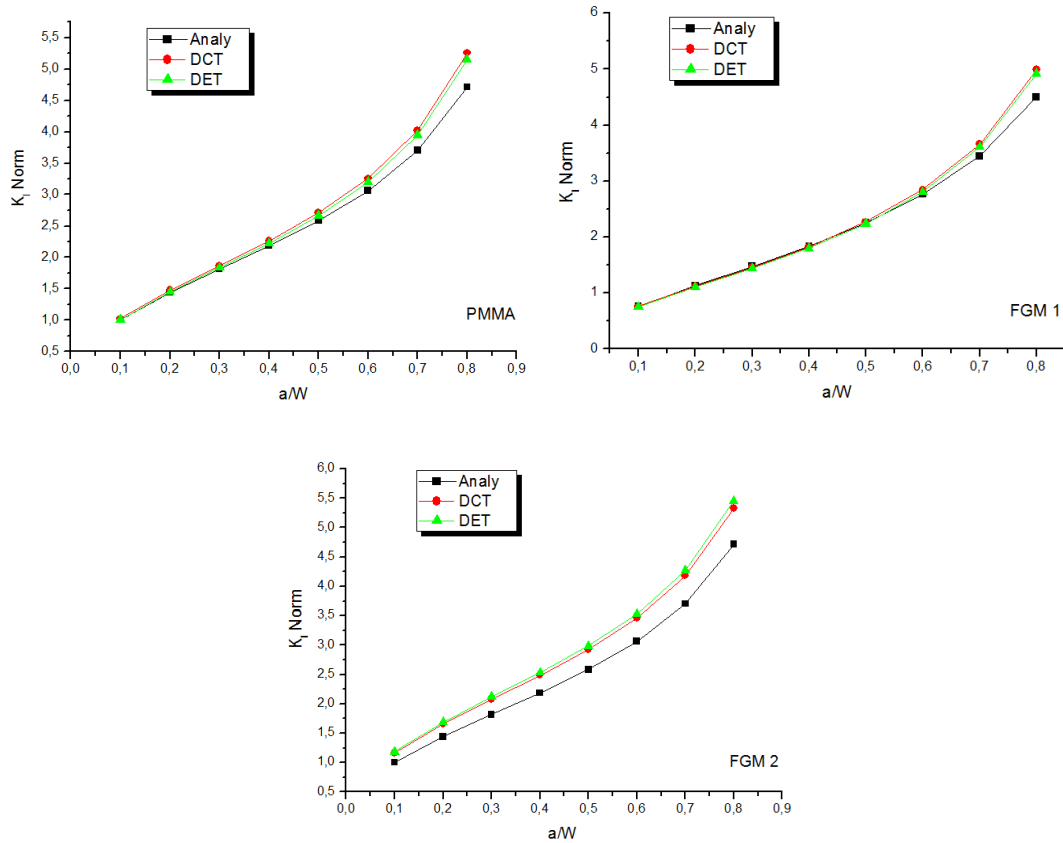 Analy
DCT
DET
5,5
5,0
4,5
4,0
3,5
3,0
2,5
2,0
1,5
1,0
0,5
K_I Norm
PMMA
0,0 0,1 0,2 0,3 0,4 0,5 0,6 0,7 0,8 0,9
a/W
Analy
DCT
DET
6
5
4
3
2
1
0
K_I Norm
FGM 1
0,1 0,2 0,3 0,4 0,5 0,6 0,7 0,8
a/W
Analy
DCT
DET
6,0
5,5
5,0
4,5
4,0
3,5
3,0
2,5
2,0
1,5
1,0
0,5
K_I Norm
FGM 2
0,0 0,1 0,2 0,3 0,4 0,5 0,6 0,7 0,8 0,9
a/W